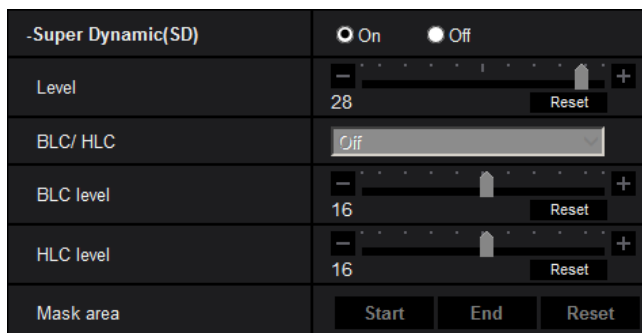 -Super Dynamic(SD) On Off
Level
28 Reset
BLC/ HLC Off
BLC level
16 Reset
HLC level
16 Reset
Mask area Start End Reset